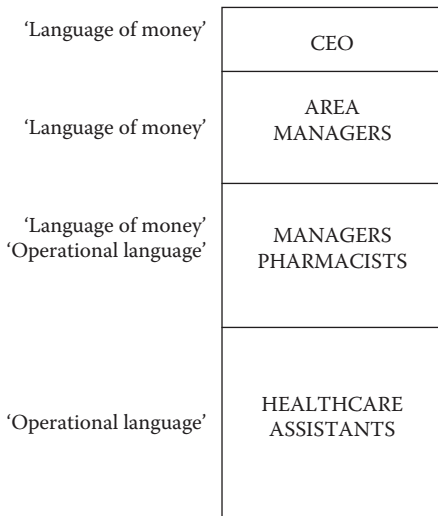 ‘Language of money’
CEO
‘Language of money’
AREA
MANAGERS
‘Language of money’
‘Operational language’
MANAGERS
PHARMACISTS
‘Operational language’
HEALTHCARE
ASSISTANTS